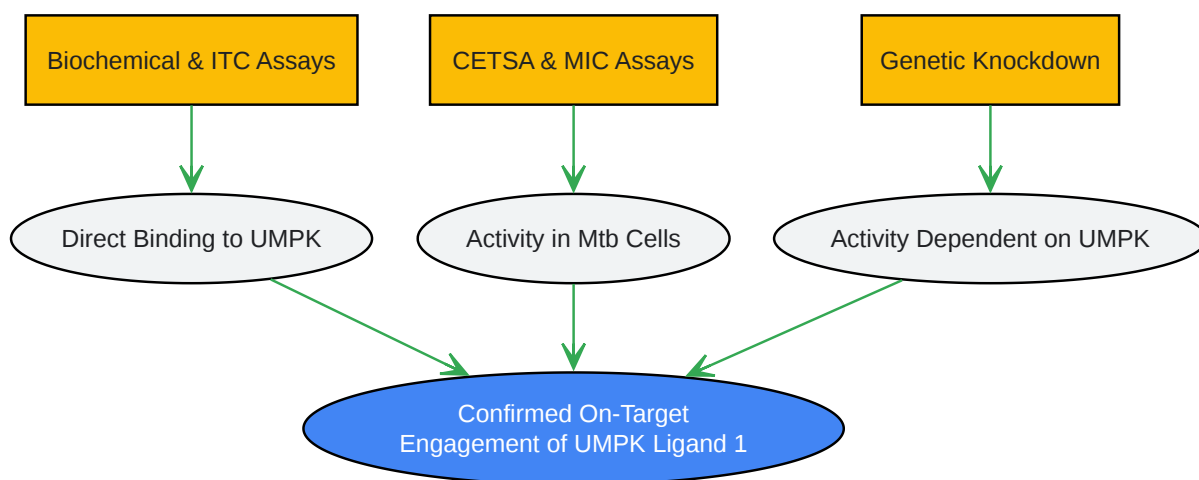 Biochemical & ITC Assays
CETSA & MIC Assays
Genetic Knockdown
Direct Binding to UMPK
Activity in Mtb Cells
Activity Dependent on UMPK
Confirmed On-Target
Engagement of UMPK Ligand 1